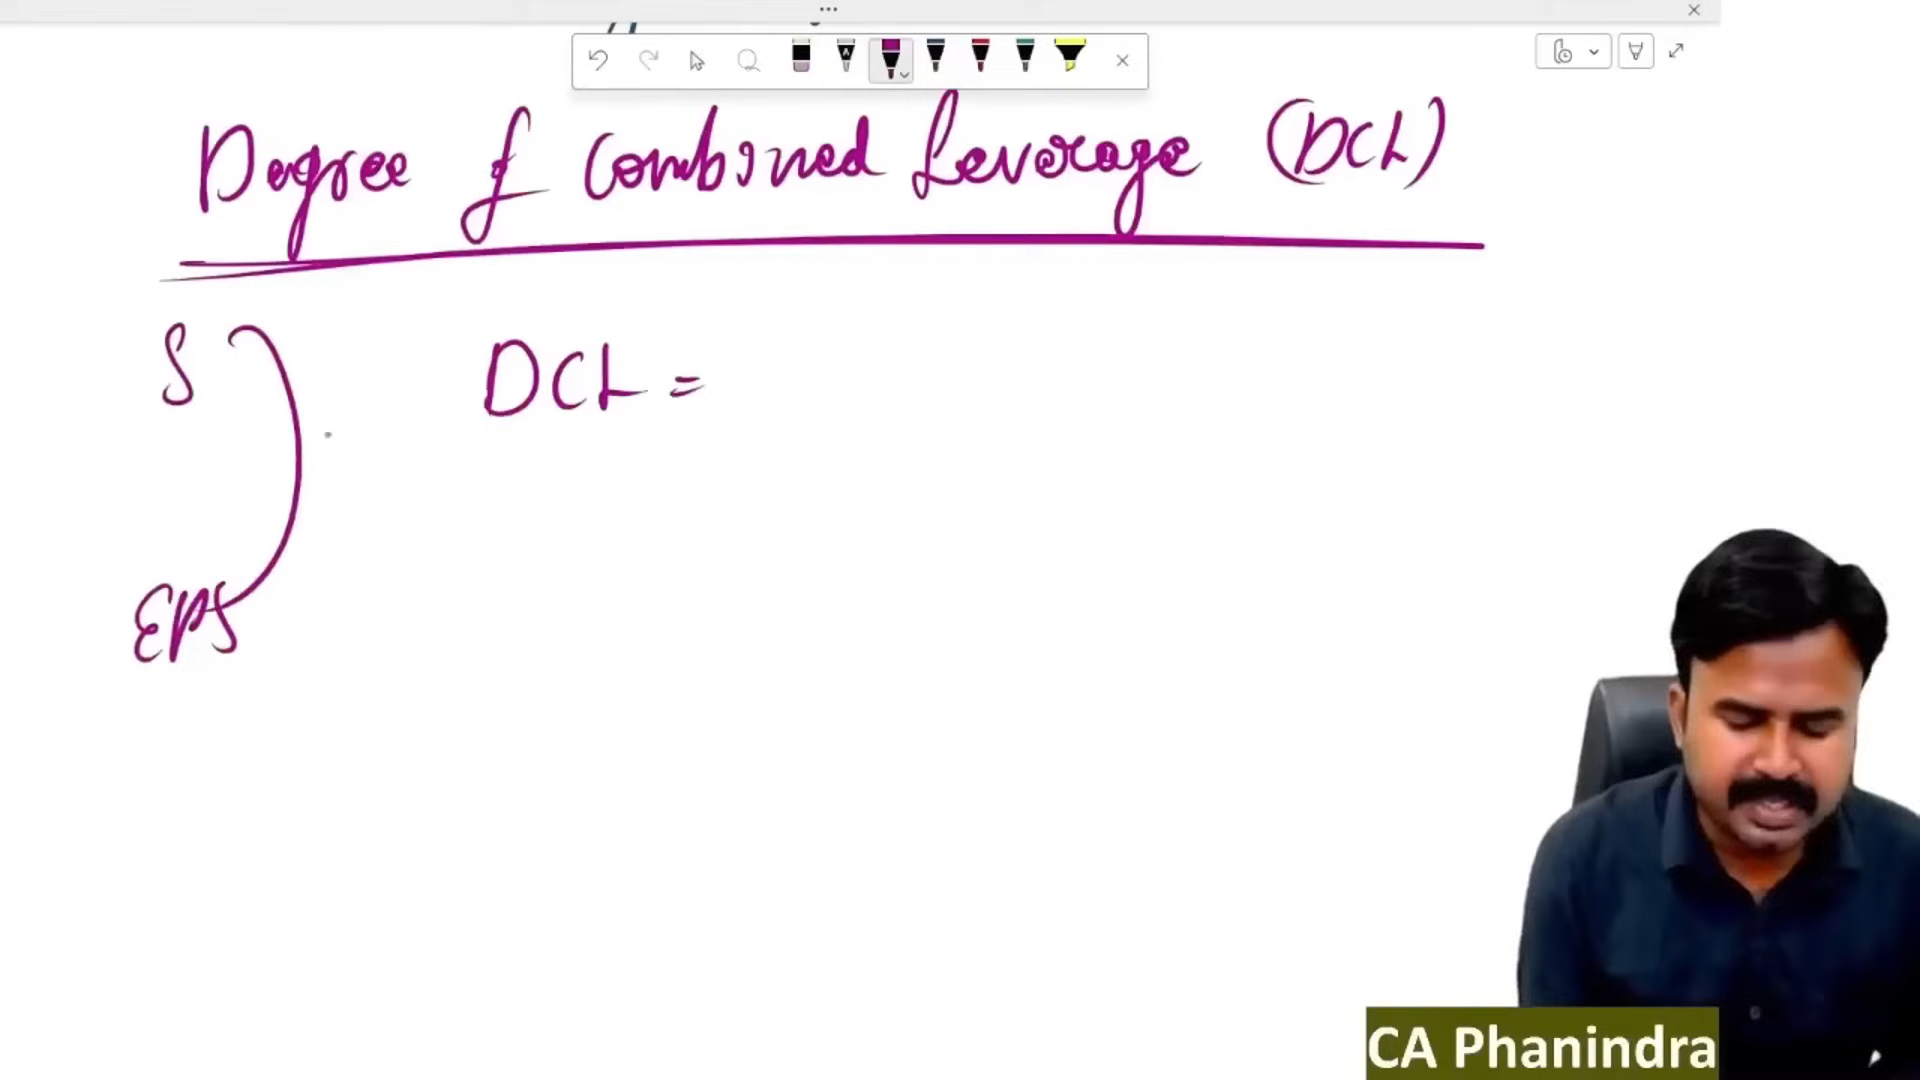 Degree of Combined Leverage (DCL)
S
DCL =
EPS
CA Phanindra